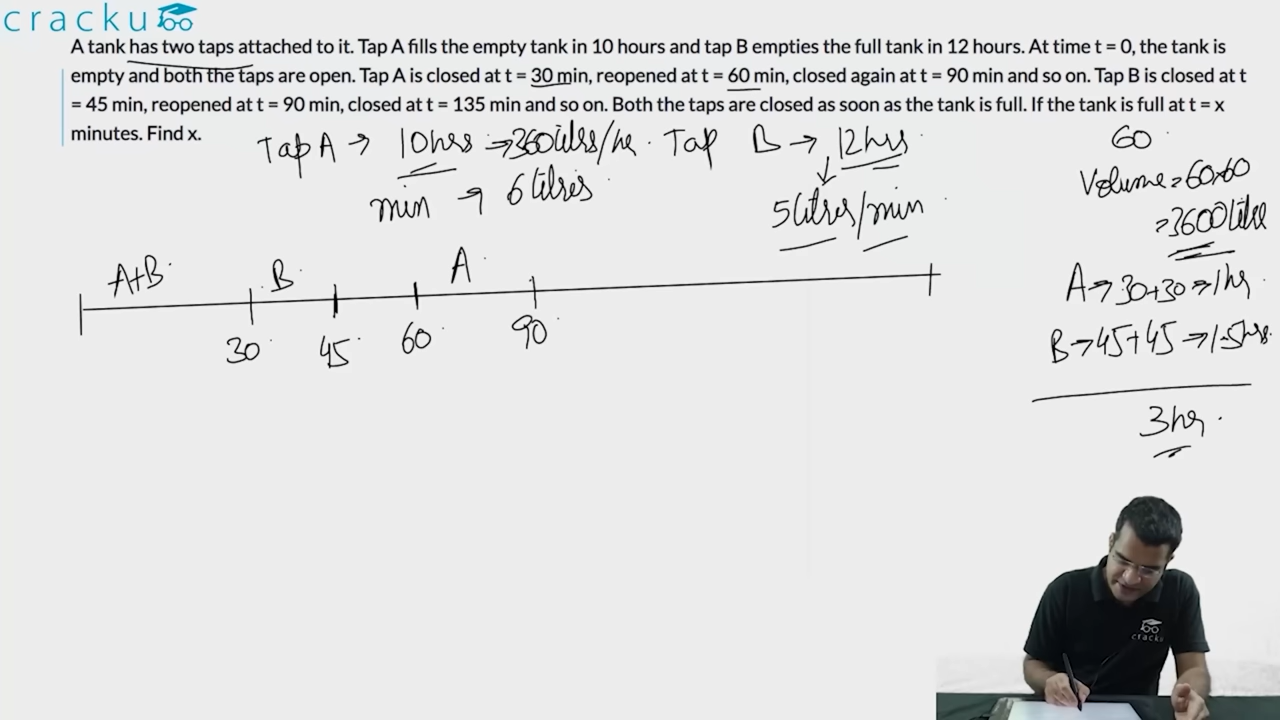 cracku
A tank has two taps attached to it. Tap A fills the empty tank in 10 hours and tap B empties the full tank in 12 hours. At time t = 0, the tank is
empty and both the taps are open. Tap A is closed at t = 30 min, reopened at t = 60 min, closed again at t = 90 min and so on. Tap B is closed at t
= 45 min, reopened at t = 90 min, closed at t = 135 min and so on. Both the taps are closed as soon as the tank is full. If the tank is full at t = x
minutes. Find x.
Tap A → 10hrs → 360litres/hr. Tap B → 12hrs
min → 6 litres
5litres/min
60
Volume = 60×60
= 3600litre
A → 30+30 → 1hr
B → 45+45 → 1.5hrs
3hr
A+B B A
30 45 60 90
cracku